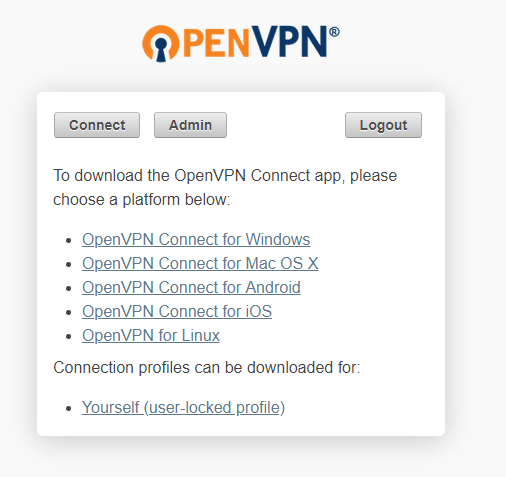 OPENVPN®
Connect Admin Logout
To download the OpenVPN Connect app, please
choose a platform below:
OpenVPN Connect for Windows
OpenVPN Connect for Mac OS X
OpenVPN Connect for Android
OpenVPN Connect for iOS
OpenVPN for Linux
Connection profiles can be downloaded for:
Yourself (user-locked profile)